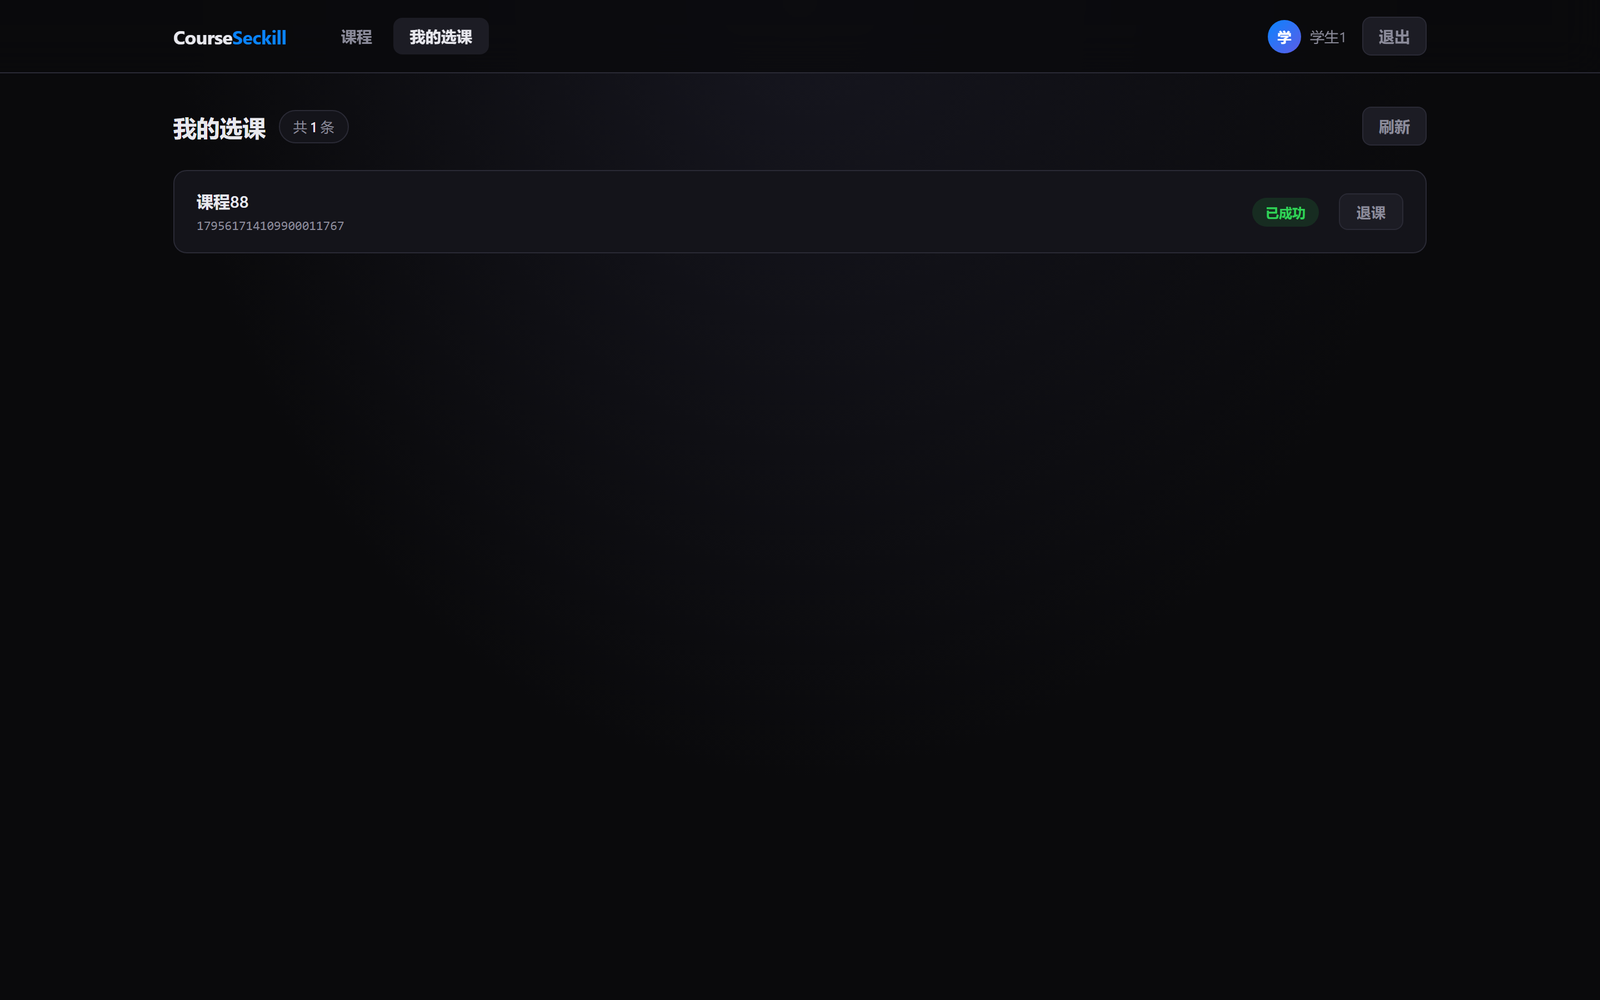 CourseSeckill 课程 我的选课 学 学生1 退出
我的选课 共 1 条 刷新
课程88
179561714109900011767
已成功 退课